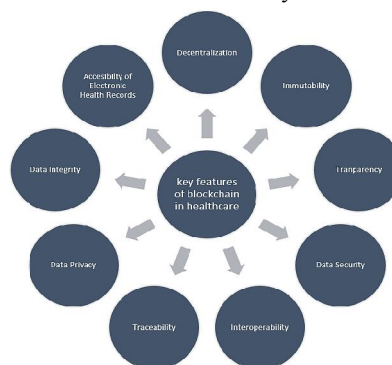 Decentralization
Immutability
Tranparency
Data Security
Interoperability
Traceability
Data Privacy
Data Integrity
Accesibilty of
Electronic
Health Records
key features
of blockchain
in healthcare